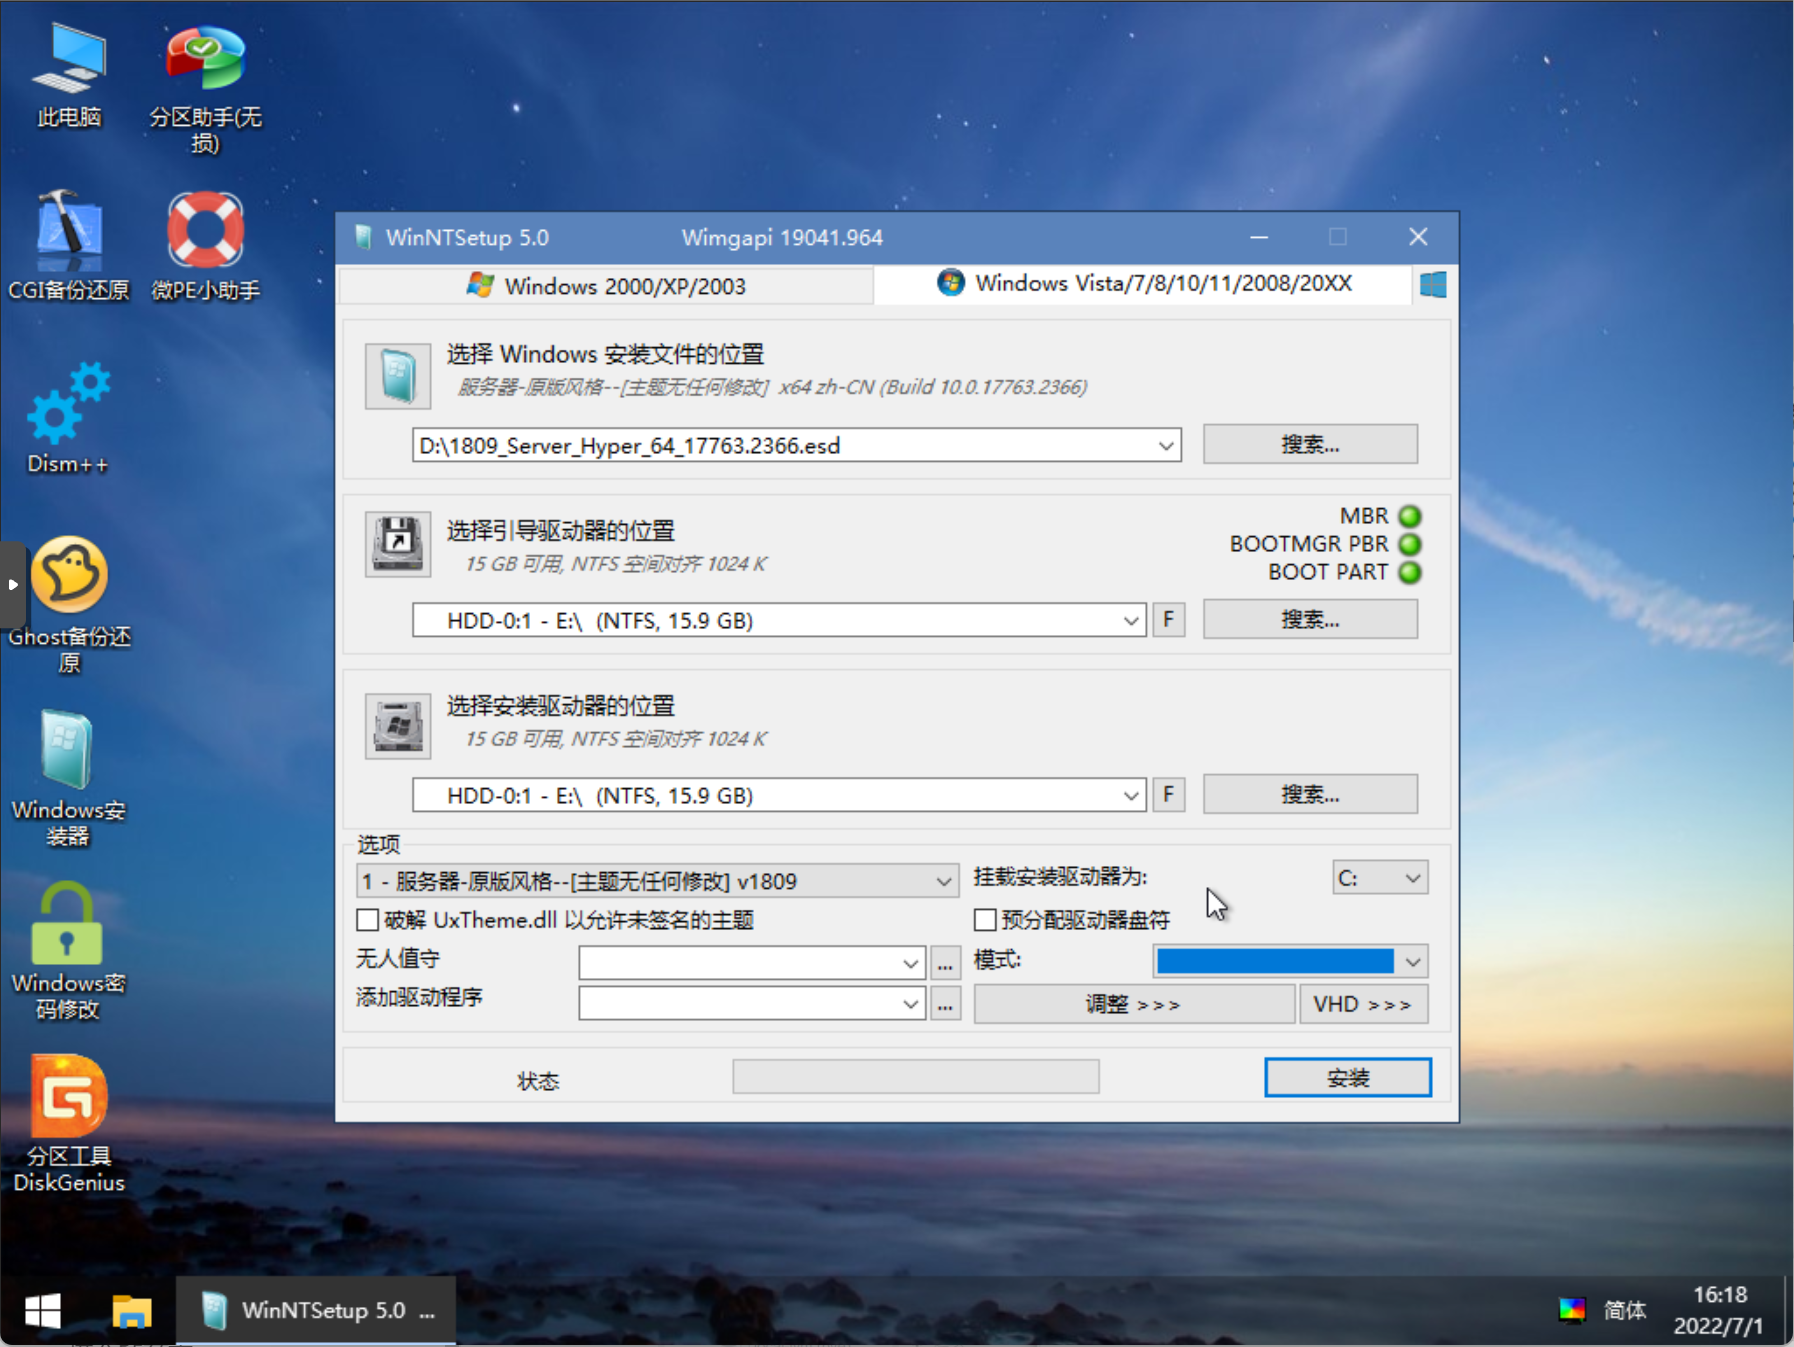 此电脑
分区助手(无
损)
CGI备份还原
微PE小助手
Dism++
Ghost备份还
原
Windows安
装器
Windows密
码修改
分区工具
DiskGenius
WinNTSetup 5.0
Wimgapi 19041.964
Windows 2000/XP/2003
Windows Vista/7/8/10/11/2008/20XX
选择 Windows 安装文件的位置
服务器-原版风格--[主题无任何修改] x64 zh-CN (Build 10.0.17763.2366)
D:\1809_Server_Hyper_64_17763.2366.esd
搜索...
选择引导驱动器的位置
15 GB 可用, NTFS 空间对齐 1024 K
MBR
BOOTMGR PBR
BOOT PART
HDD-0:1 - E:\ (NTFS, 15.9 GB)
F
搜索...
选择安装驱动器的位置
15 GB 可用, NTFS 空间对齐 1024 K
HDD-0:1 - E:\ (NTFS, 15.9 GB)
F
搜索...
选项
1 - 服务器-原版风格--[主题无任何修改] v1809
挂载安装驱动器为:
C:
破解 UxTheme.dll 以允许未签名的主题
预分配驱动器盘符
无人值守
...
模式:
添加驱动程序
...
调整 >>>
VHD >>>
状态
安装
WinNTSetup 5.0 ...
简体
16:18
2022/7/1